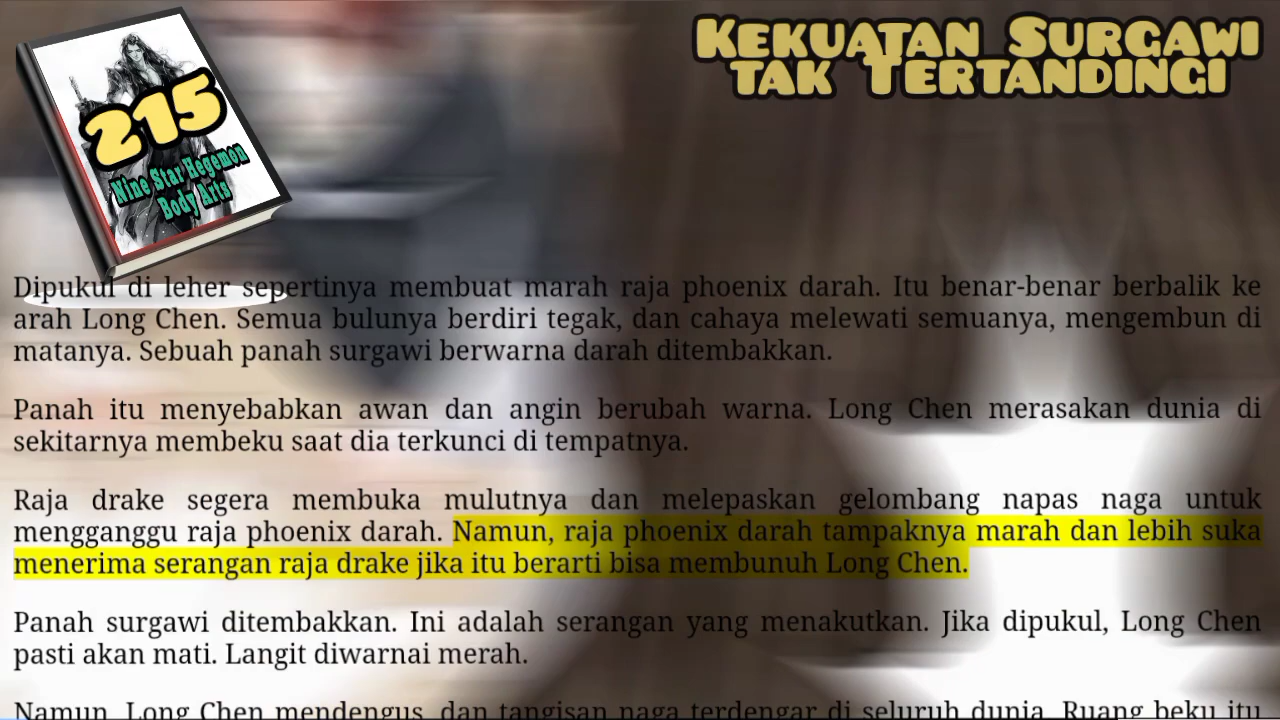 KEKUATAN SURGAWI
TAK TERTANDINGI
215
Nine Star Hegemon
Body Arts
Dipukul di leher sepertinya membuat marah raja phoenix darah. Itu benar-benar berbalik ke
arah Long Chen. Semua bulunya berdiri tegak, dan cahaya melewati semuanya, mengembun di
matanya. Sebuah panah surgawi berwarna darah ditembakkan.
Panah itu menyebabkan awan dan angin berubah warna. Long Chen merasakan dunia di
sekitarnya membeku saat dia terkunci di tempatnya.
Raja drake segera membuka mulutnya dan melepaskan gelombang napas naga untuk
mengganggu raja phoenix darah. Namun, raja phoenix darah tampaknya marah dan lebih suka
menerima serangan raja drake jika itu berarti bisa membunuh Long Chen.
Panah surgawi ditembakkan. Ini adalah serangan yang menakutkan. Jika dipukul, Long Chen
pasti akan mati. Langit diwarnai merah.
Namun, Long Chen mendengus, dan tangisan naga terdengar di seluruh dunia. Ruang beku itu